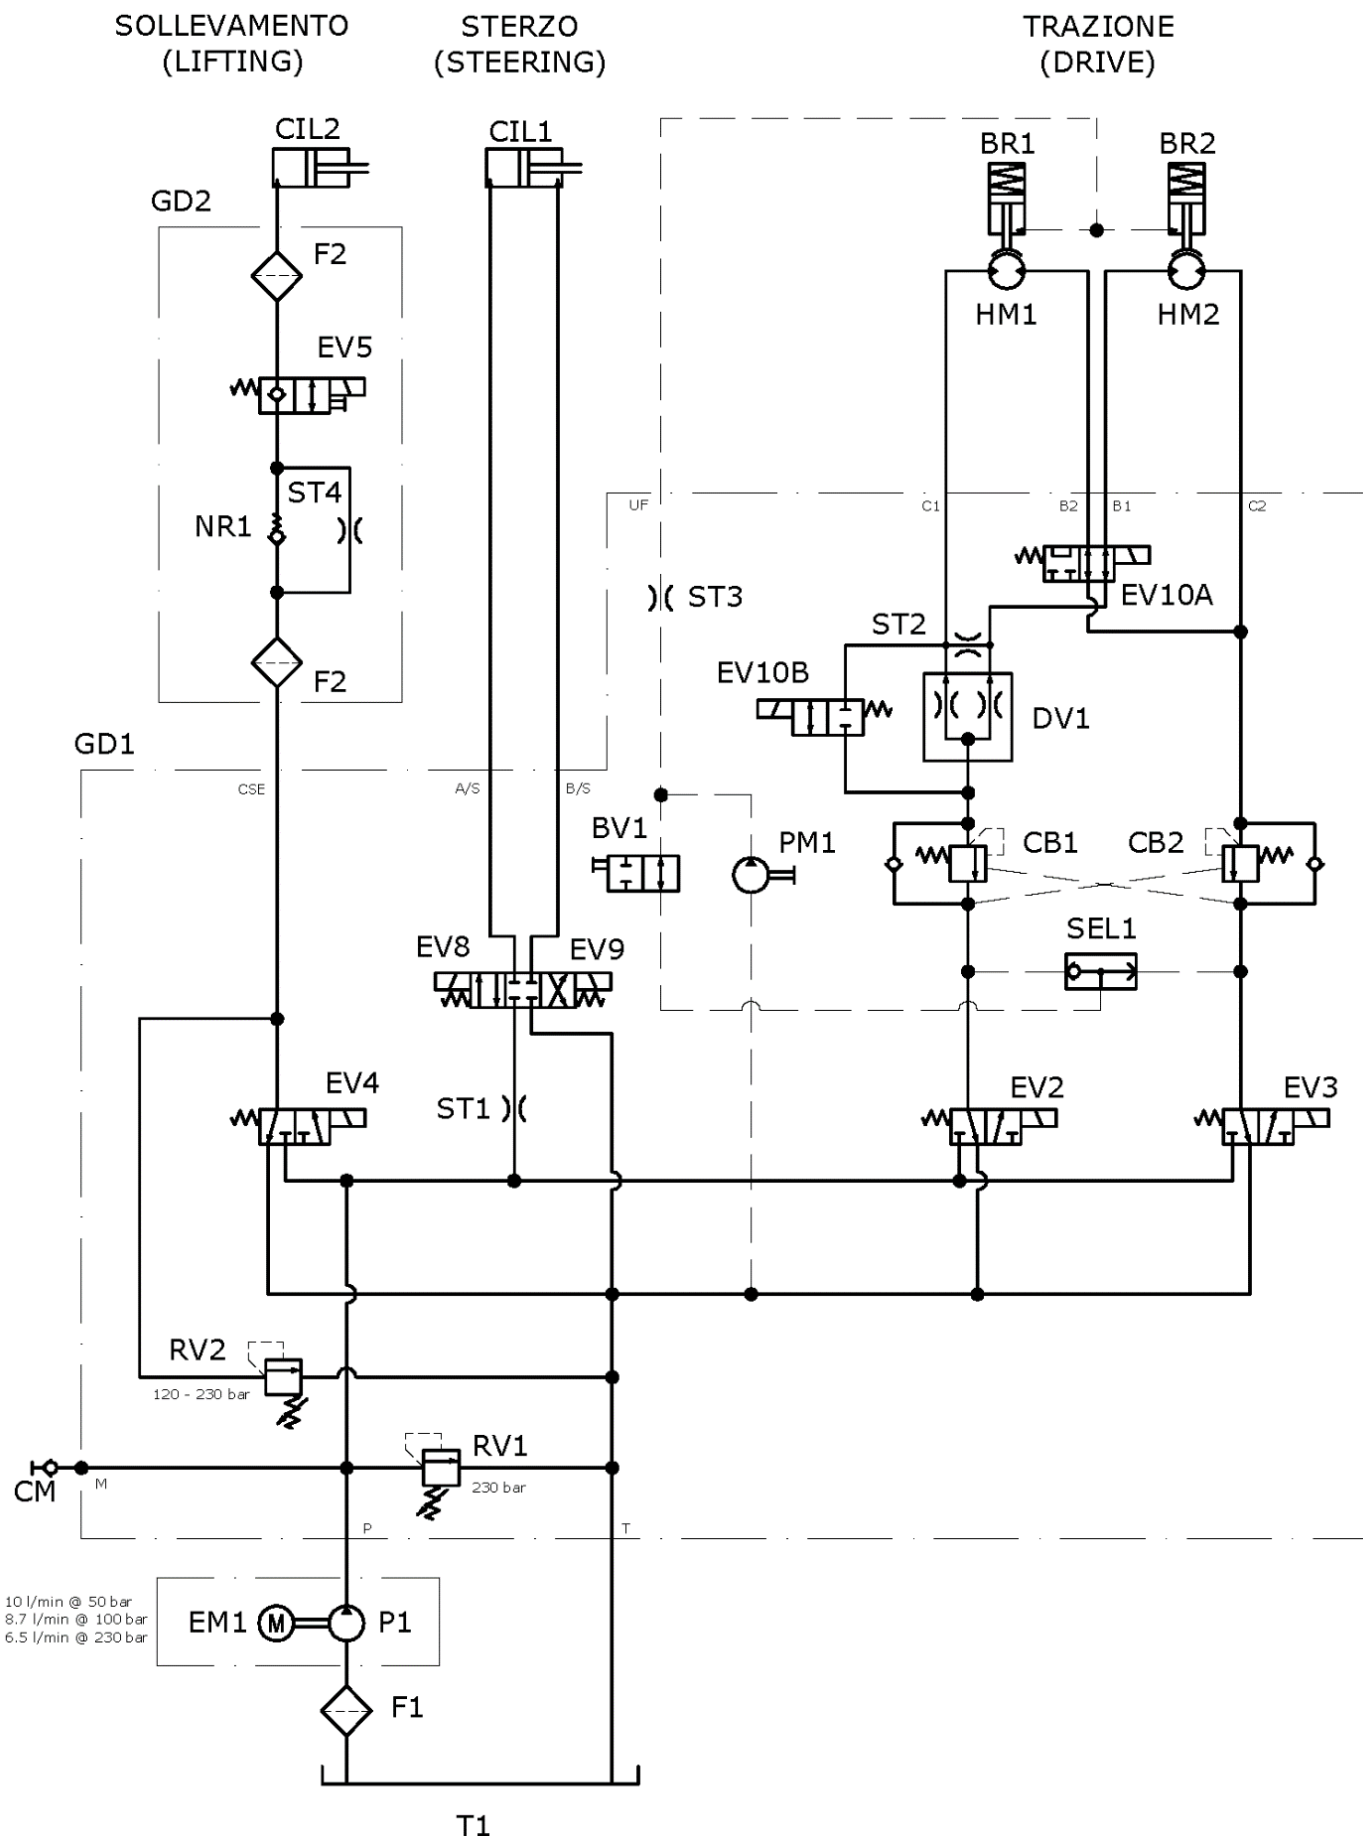 SOLLEVAMENTO
(LIFTING)
STERZO
(STEERING)
TRAZIONE
(DRIVE)
CIL2
CIL1
BR1
BR2
GD2
F2
HM1
HM2
EV5
ST4
NR1
UF
C1
B2
B1
C2
ST3
EV10A
ST2
F2
EV10B
DV1
GD1
CSE
A/S
B/S
BV1
PM1
CB1
CB2
SEL1
EV8
EV9
EV4
ST1
EV2
EV3
RV2
120 - 230 bar
RV1
230 bar
CM
M
P
T
10 l/min @ 50 bar
8.7 l/min @ 100 bar
6.5 l/min @ 230 bar
EM1
M
P1
F1
T1